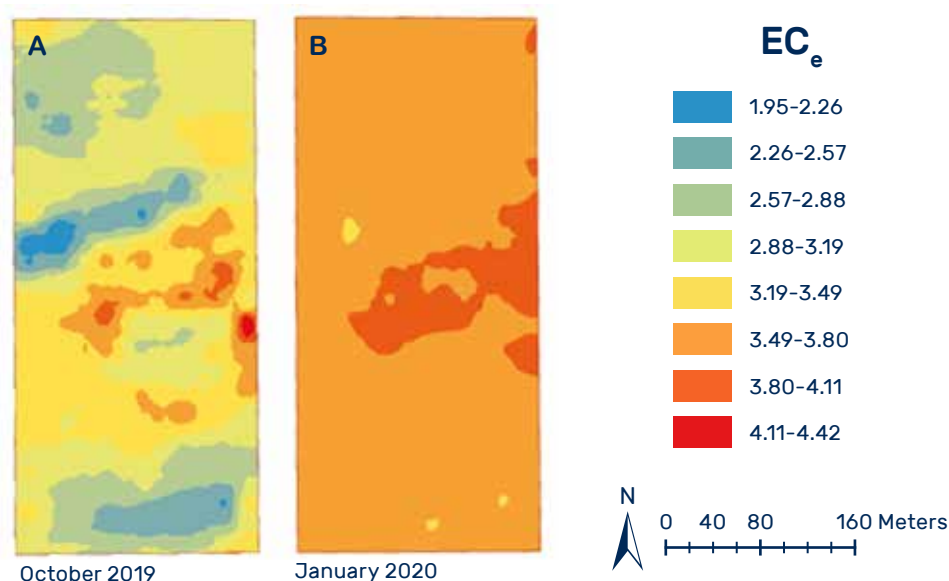 A
B
ECe
1.95-2.26
2.26-2.57
2.57-2.88
2.88-3.19
3.19-3.49
3.49-3.80
3.80-4.11
4.11-4.42
N
0 40 80 160 Meters
October 2019
January 2020